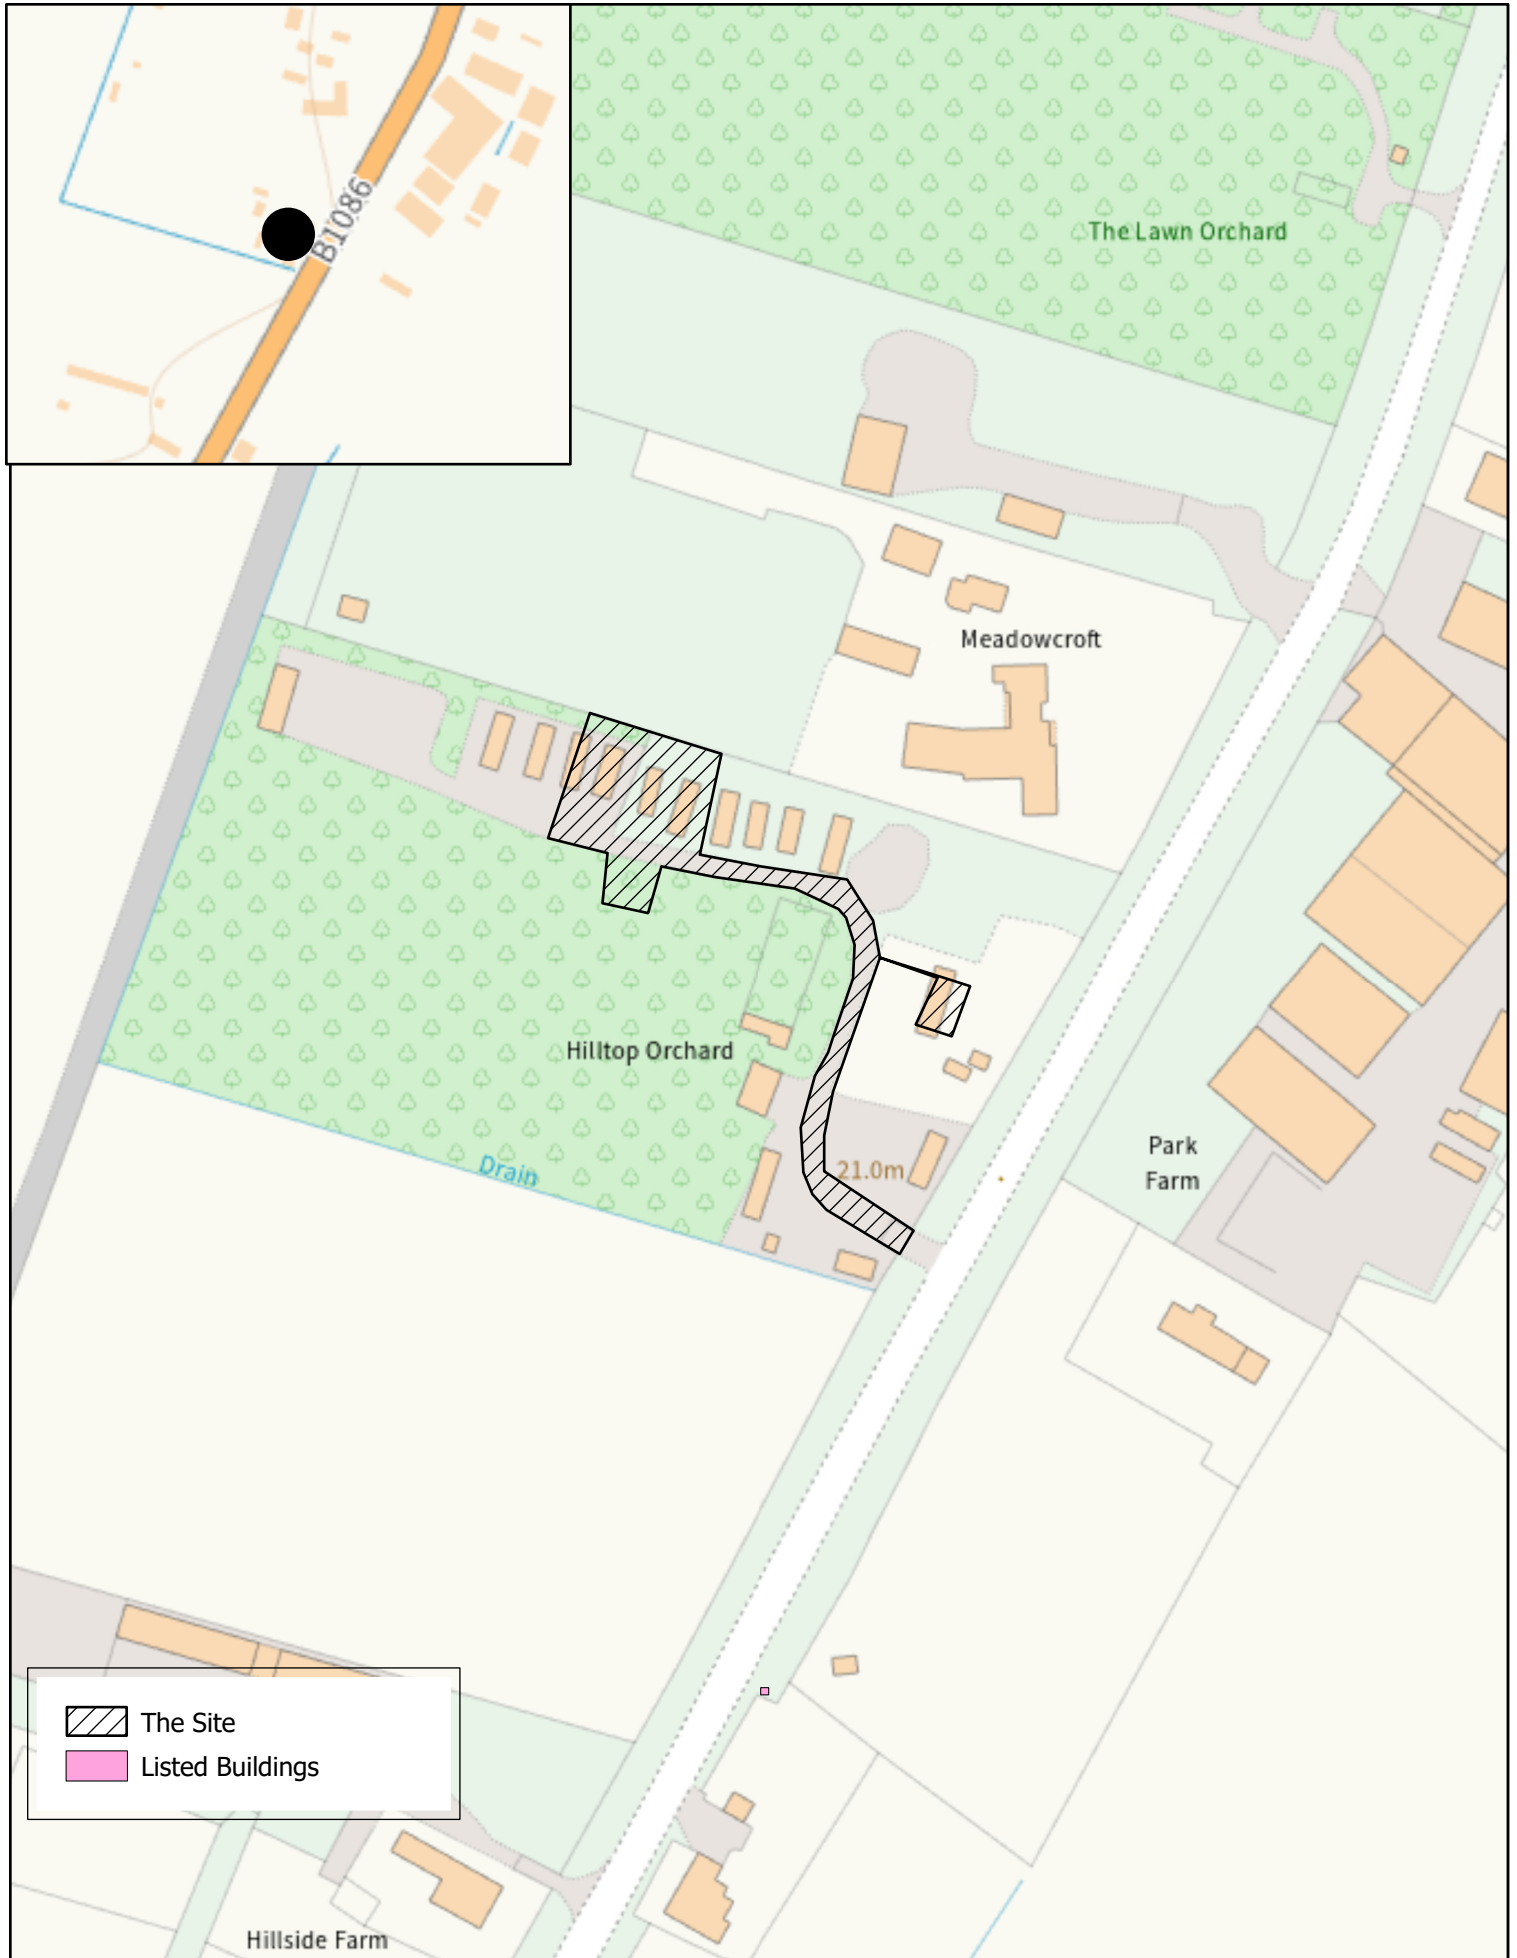 B1086
The Lawn Orchard
Meadowcroft
Hilltop Orchard
Park
Farm
21.0m
Drain
The Site
Listed Buildings
Hillside Farm